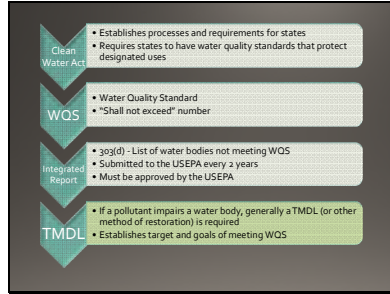 Clean
Water Act
• Establishes processes and requirements for states
• Requires states to have water quality standards that protect
designated uses
WQS
• Water Quality Standard
• “Shall not exceed” number
Integrated
Report
• 303(d) - List of water bodies not meeting WQS
• Submitted to the USEPA every 2 years
• Must be approved by the USEPA
TMDL
• If a pollutant impairs a water body, generally a TMDL (or other
method of restoration) is required
• Establishes target and goals of meeting WQS